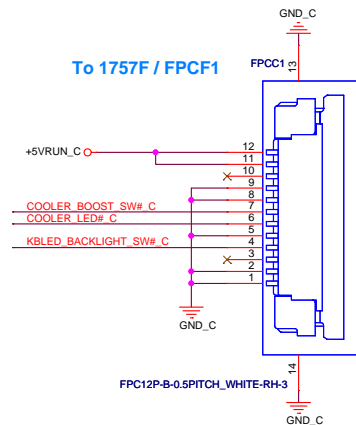 GND_C
To 1757F / FPCF1
FPCC1
13
+5VRUN_C
12
11
10
9
8
COOLER_BOOST_SW#_C
7
COOLER_LED#_C
6
5
KBLED_BACKLIGHT_SW#_C
4
3
2
1
GND_C
14
FPC12P-B-0.5PITCH_WHITE-RH-3
GND_C